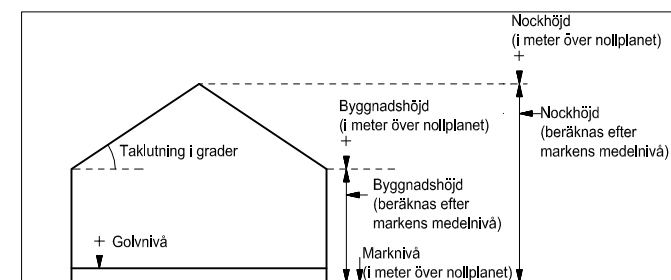 Nockhöjd
(i meter över nollplanet)
+
Byggnadshöjd
(i meter över nollplanet)
+
Nockhöjd
(beräknas efter
markens medelnivå)
Taklutning i grader
Byggnadshöjd
(beräknas efter
markens medelnivå)
+ Golvnivå
Marknivå
(i meter över nollplanet)